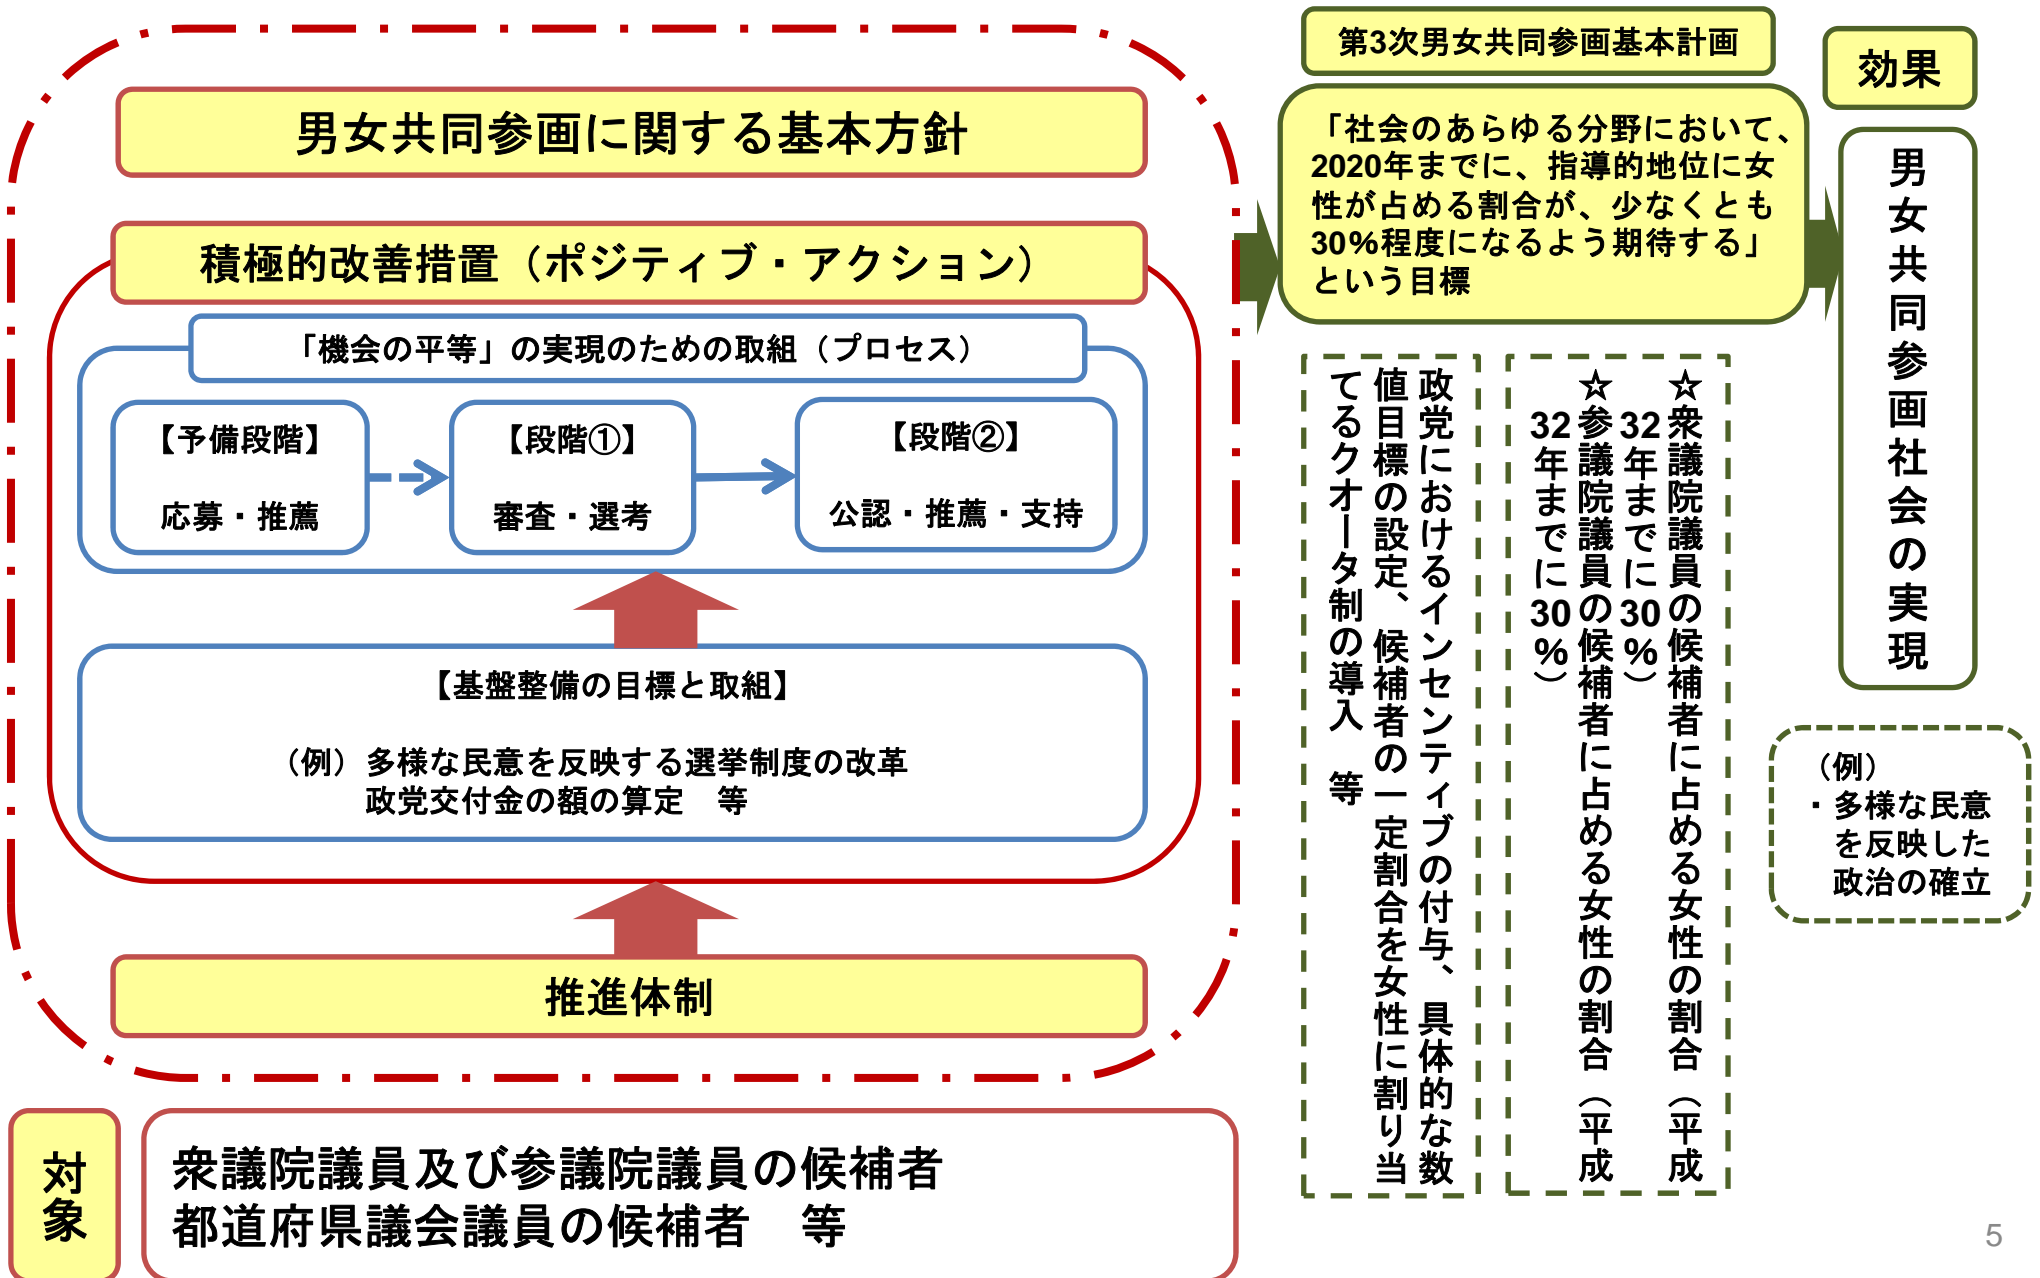 男女共同参画に関する基本方針
積極的改善措置（ポジティブ・アクション）
「機会の平等」の実現のための取組（プロセス）
【予備段階】
応募・推薦
【段階①】
審査・選考
【段階②】
公認・推薦・支持
【基盤整備の目標と取組】
（例）多様な民意を反映する選挙制度の改革
政党交付金の額の算定　等
推進体制
対象
衆議院議員及び参議院議員の候補者
都道府県議会議員の候補者　等
第3次男女共同参画基本計画
「社会のあらゆる分野において、
2020年までに、指導的地位に女
性が占める割合が、少なくとも
30％程度になるよう期待する」
という目標
☆衆議院議員の候補者に占める女性の割合（平成
32年までに30％）
☆参議院議員の候補者に占める女性の割合（平成
32年までに30％）
政党におけるインセンティブの付与、具体的な数
値目標の設定、候補者の一定割合を女性に割り当
てるクオータ制の導入　等
効果
男女共同参画社会の実現
（例）
・多様な民意
を反映した
政治の確立
5